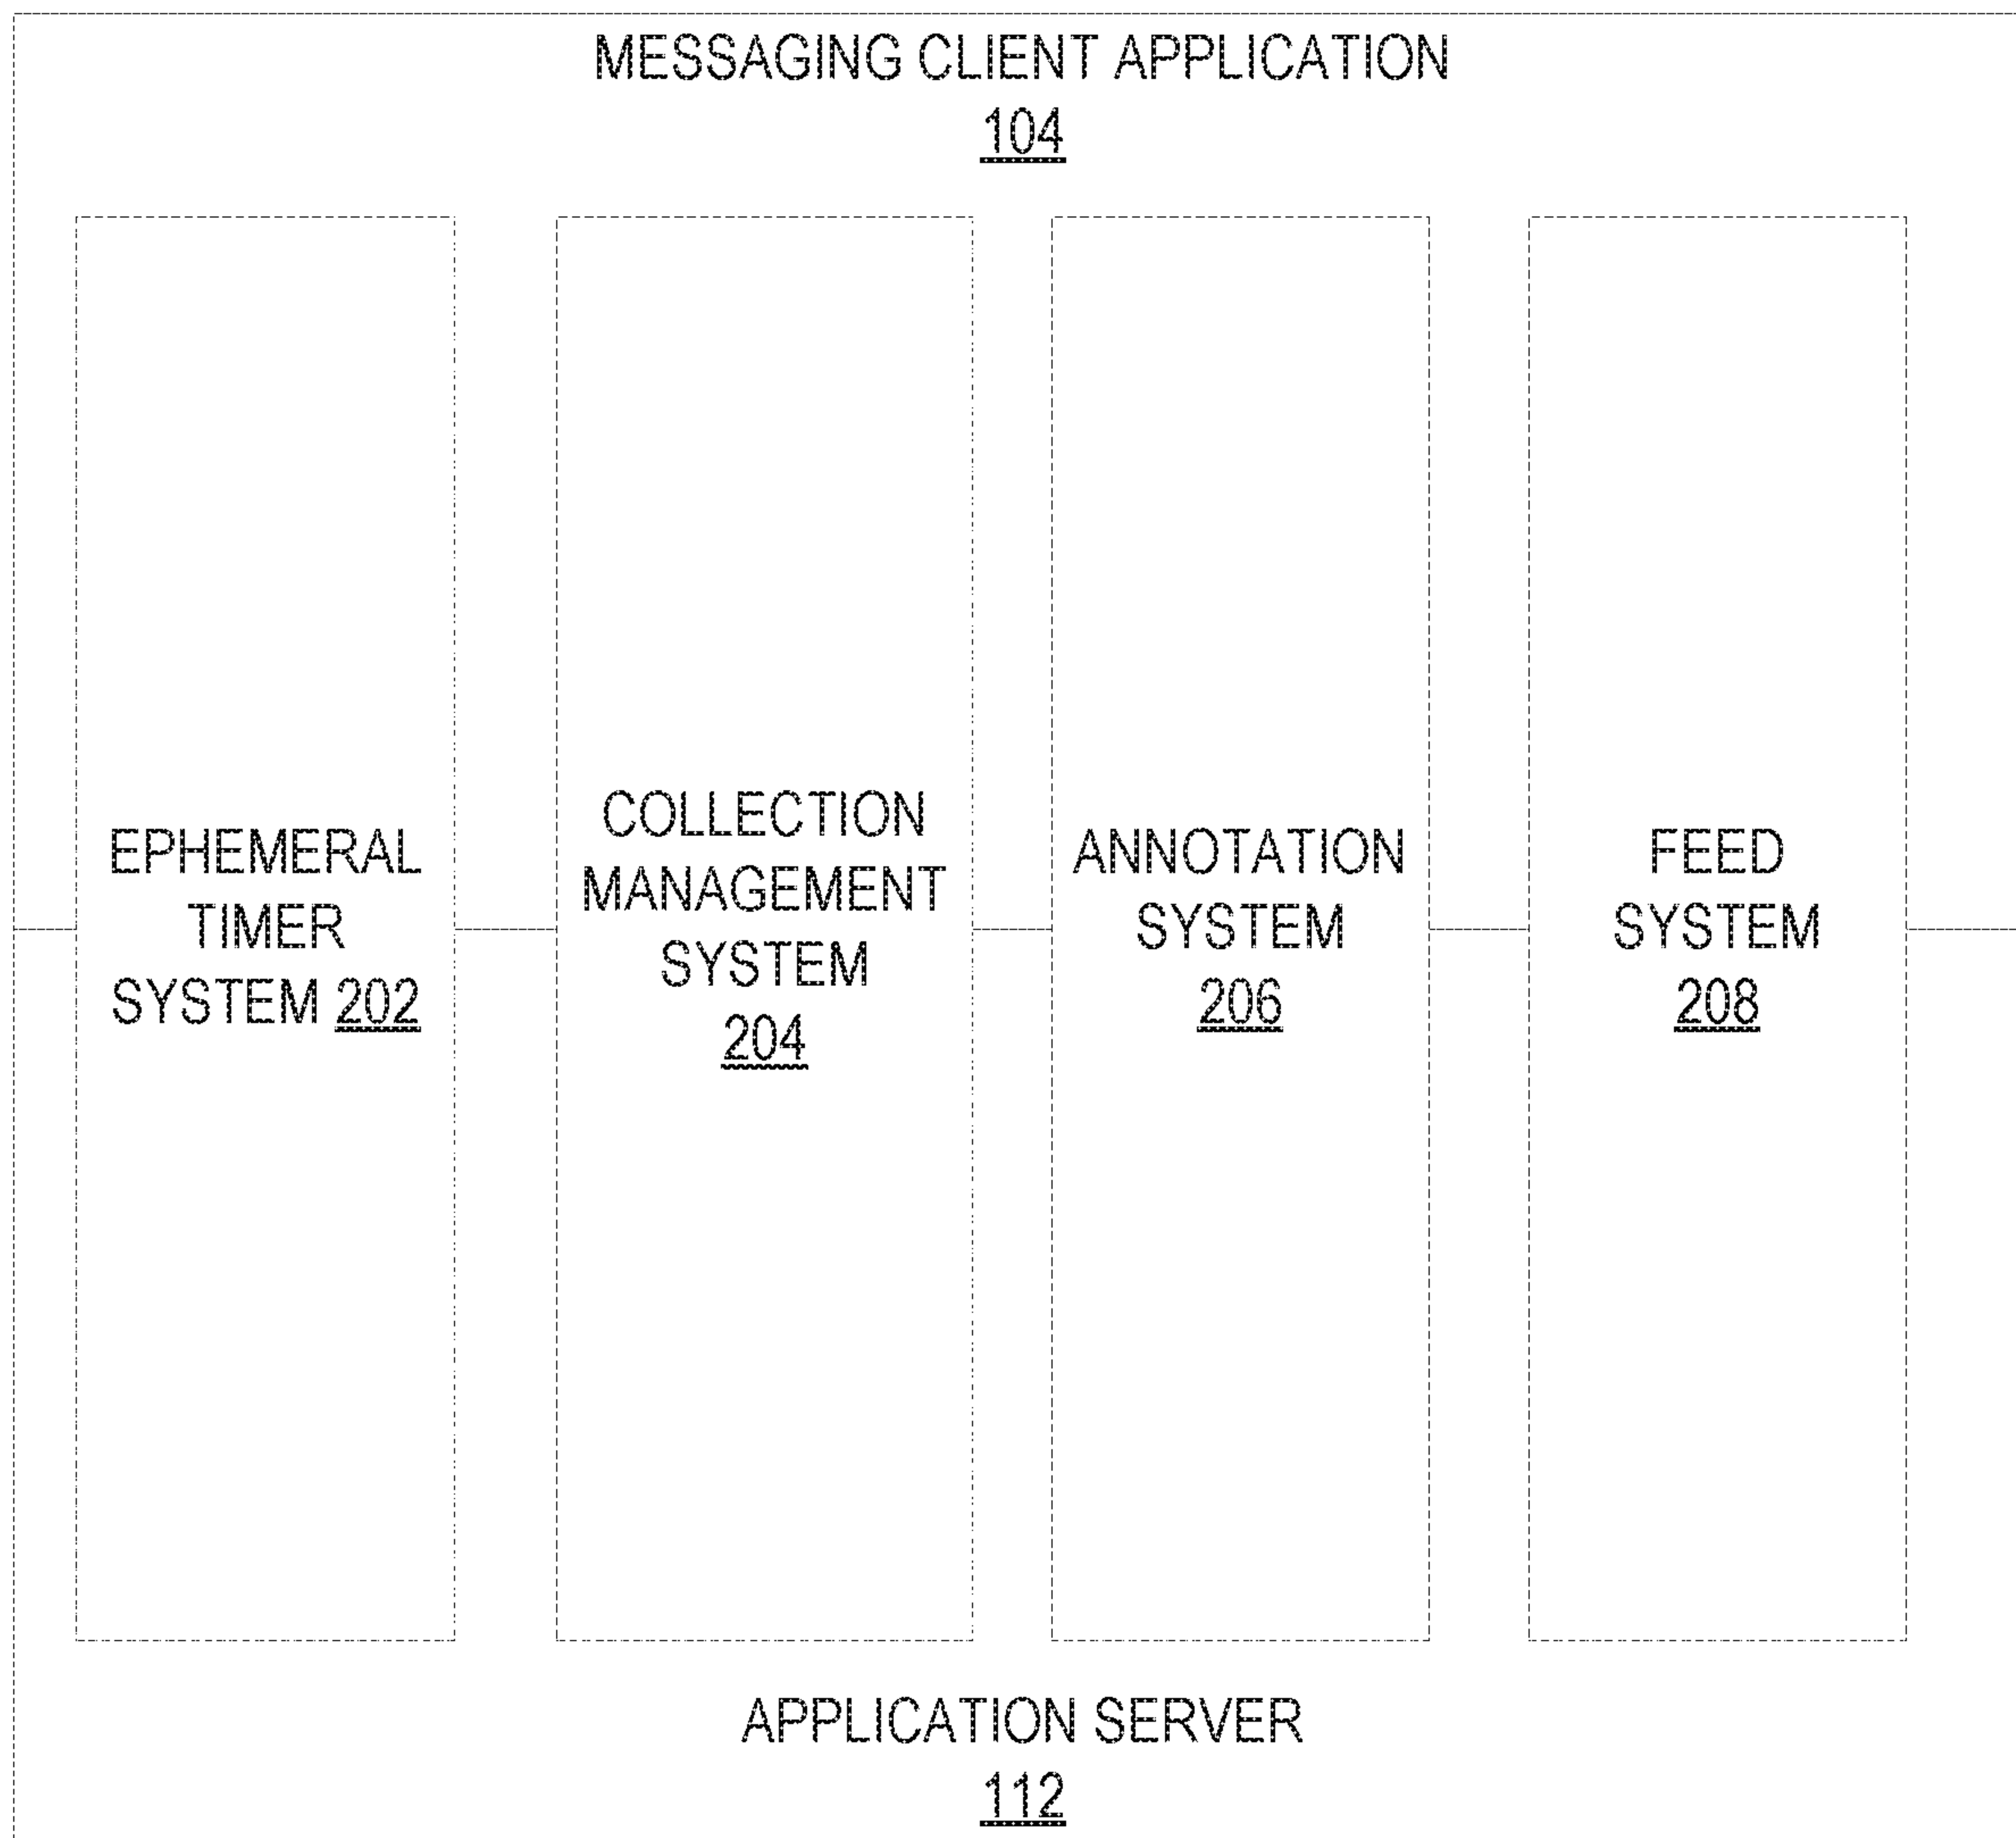 MESSAGING CLIENT APPLICATION
104
EPHEMERAL
TIMER
SYSTEM 202
COLLECTION
MANAGEMENT
SYSTEM
204
ANNOTATION
SYSTEM
206
FEED
SYSTEM
208
APPLICATION SERVER
112